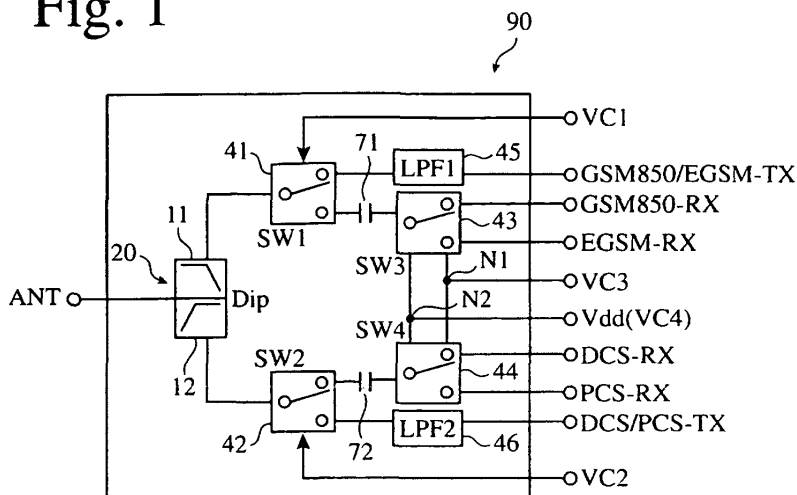 Fig. 1
90
VC1
41
71
45
LPF1
GSM850/EGSM-TX
GSM850-RX
11
SW1
43
EGSM-RX
20
SW3
N1
VC3
ANT
Dip
N2
Vdd(VC4)
SW4
DCS-RX
12
SW2
44
PCS-RX
DCS/PCS-TX
42
72
LPF2
46
VC2